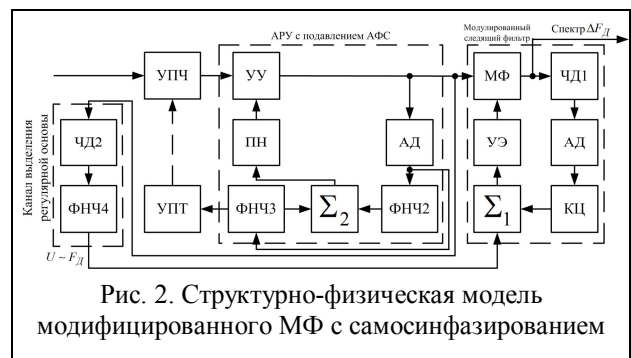 АРУ с подавлением АФС
Модулированный
следящий фильтр
Спектр ΔF_Д
УПЧ
УУ
МФ
ЧД1
Канал выделения
регулярной основы
ЧД2
ПН
АД
УЭ
АД
ФНЧ4
УПТ
ФНЧ3
Σ₂
ФНЧ2
Σ₁
КЦ
U ~ F_Д
Рис. 2. Структурно-физическая модель
модифицированного МФ с самосинфазированием